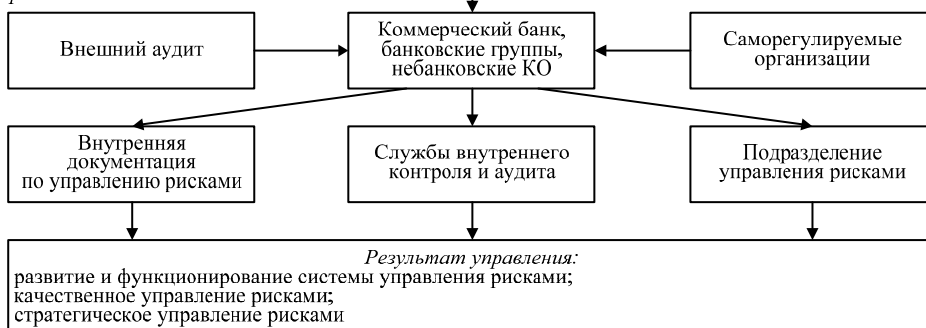 Внешний аудит
Коммерческий банк,
банковские группы,
небанковские КО
Саморегулируемые
организации
Внутренняя
документация
по управлению рисками
Службы внутреннего
контроля и аудита
Подразделение
управления рисками
Результат управления:
развитие и функционирование системы управления рисками;
качественное управление рисками;
стратегическое управление рисками